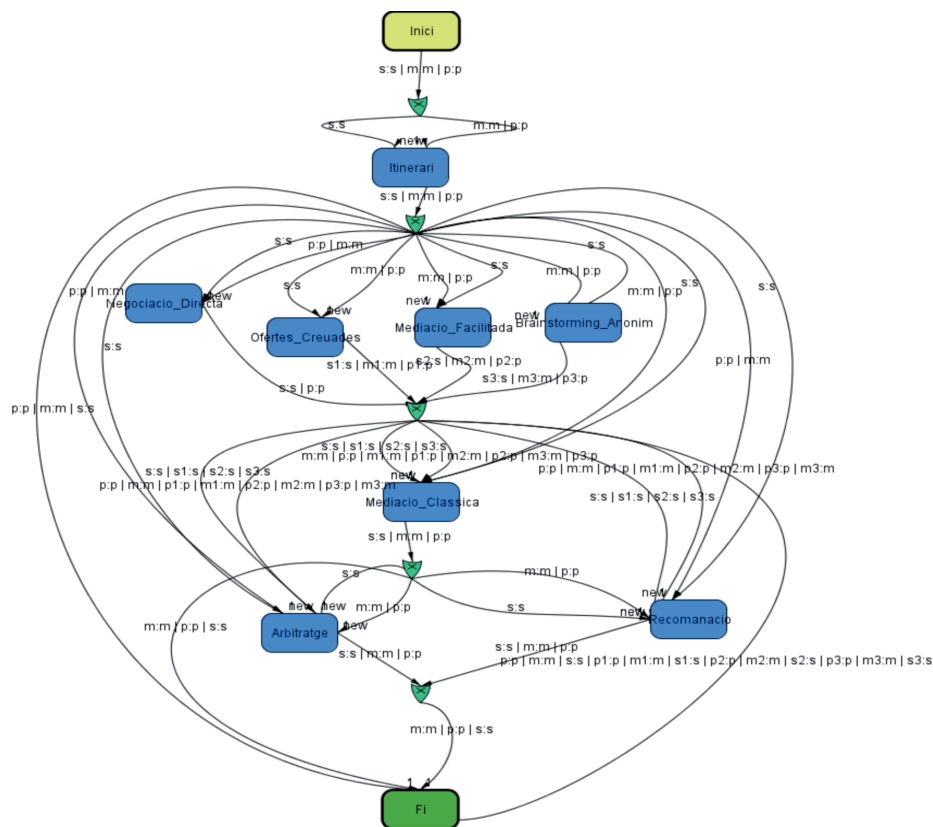 Inici
s:s | m:m | p:p
s:s
m:m | p:p
new
1
Itinerari
s:s | m:m | p:p
s:s
p:p | m:m
s:s
m:m | p:p
m:m | p:p
s:s
m:m | p:p
s:s
m:m | p:p
s:s
s:s
p:p | m:m
s:s
Negociacio_Directa
new
Ofertes_Creuades
new
Mediacio_Facilitada
new
Brainstorming_Anonim
new
s1:s | m1:m | p1:p
s2:s | m2:m | p2:p
s3:s | m3:m | p3:p
p:p | m:m
s:s | p:p
p:p | m:m | s:s
s:s | s1:s | s2:s | s3:s
m:m | p:p | m1:m | p1:p | m2:m | p2:p | m3:m | p3:p
s:s | s1:s | s2:s | s3:s
p:p | m:m | p1:p | m1:m | p2:p | m2:m | p3:p | m3:m
p:p | m:m | p1:p | m1:m | p2:p | m2:m | p3:p | m3:m
s:s | s1:s | s2:s | s3:s
new
Mediacio_Classica
s:s | m:m | p:p
s:s
m:m | p:p
m:m | p:p
s:s
new
new
new
new
new
1
Arbitratge
Recomanacio
m:m | p:p | s:s
s:s | m:m | p:p
s:s | m:m | p:p
p:p | m:m | s:s | p1:p | m1:m | s1:s | p2:p | m2:m | s2:s | p3:p | m3:m | s3:s
m:m | p:p | s:s
1
1
Fi